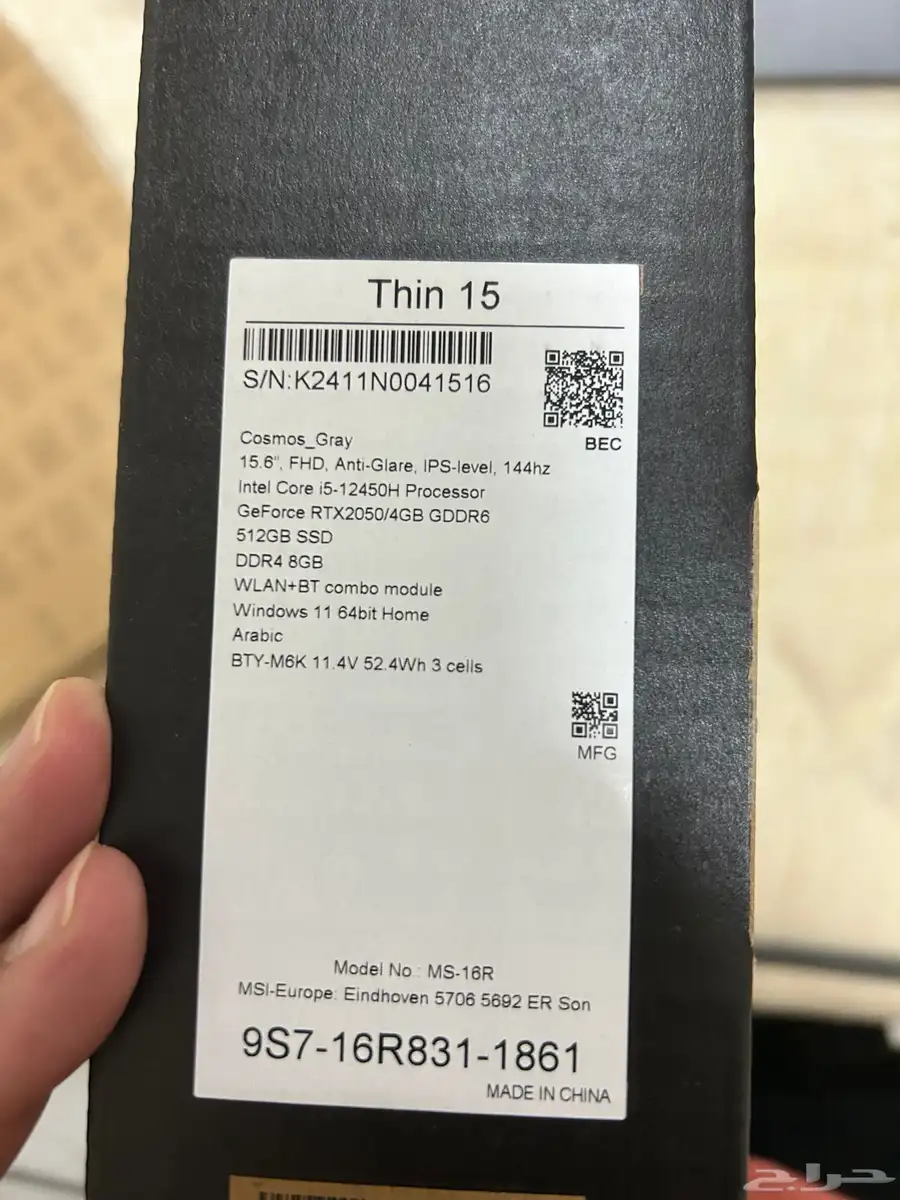 Thin 15
S/N:K2411N0041516
BEC
Cosmos_Gray
15.6", FHD, Anti-Glare, IPS-level, 144hz
Intel Core i5-12450H Processor
GeForce RTX2050/4GB GDDR6
512GB SSD
DDR4 8GB
WLAN+BT combo module
Windows 11 64bit Home
Arabic
BTY-M6K 11.4V 52.4Wh 3 cells
MFG
Model No.: MS-16R
MSI-Europe: Eindhoven 5706 5692 ER Son
9S7-16R831-1861
MADE IN CHINA
حراج